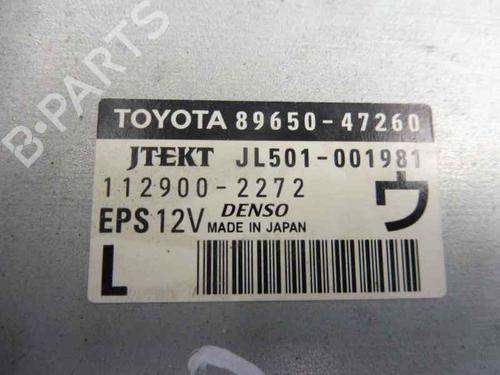 TOYOTA 89650-47260
JTEKT JL501-001981
112900-2272
EPS 12V DENSO MADE IN JAPAN
ウ
L
B-PARTS